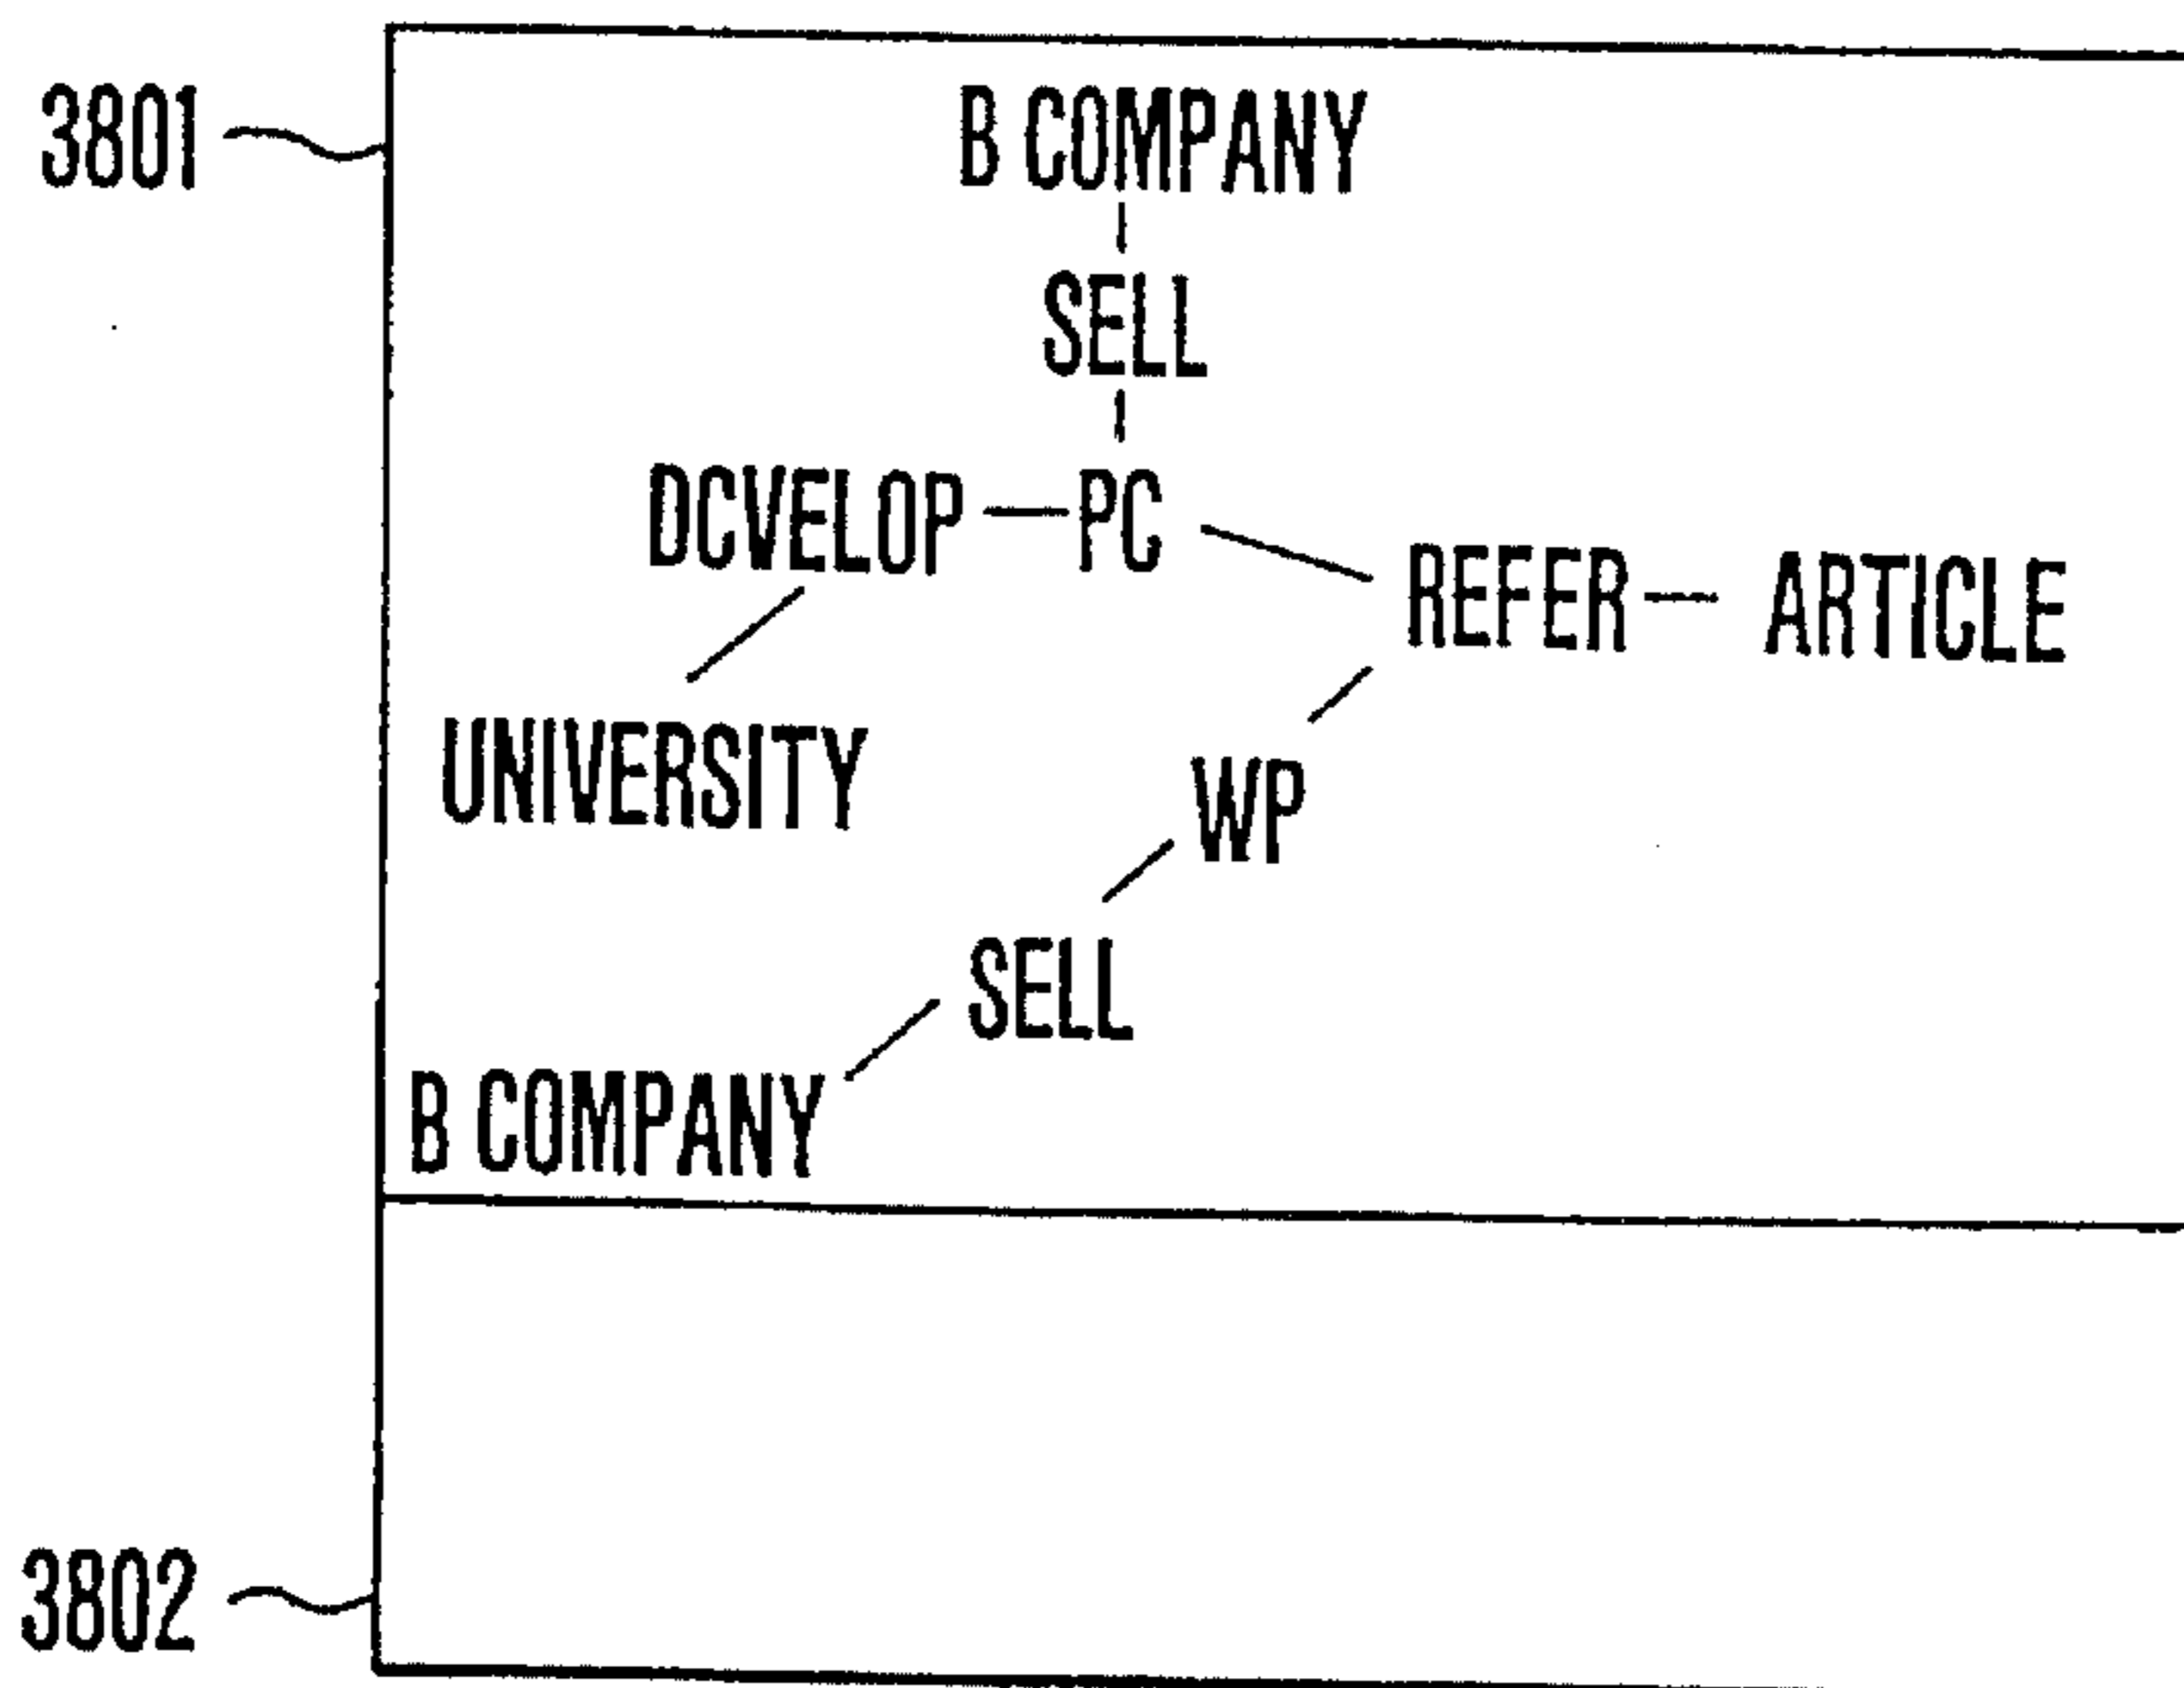 3801
B COMPANY
SELL
DCVELOP PC
REFER ARTICLE
UNIVERSITY
WP
SELL
B COMPANY
3802